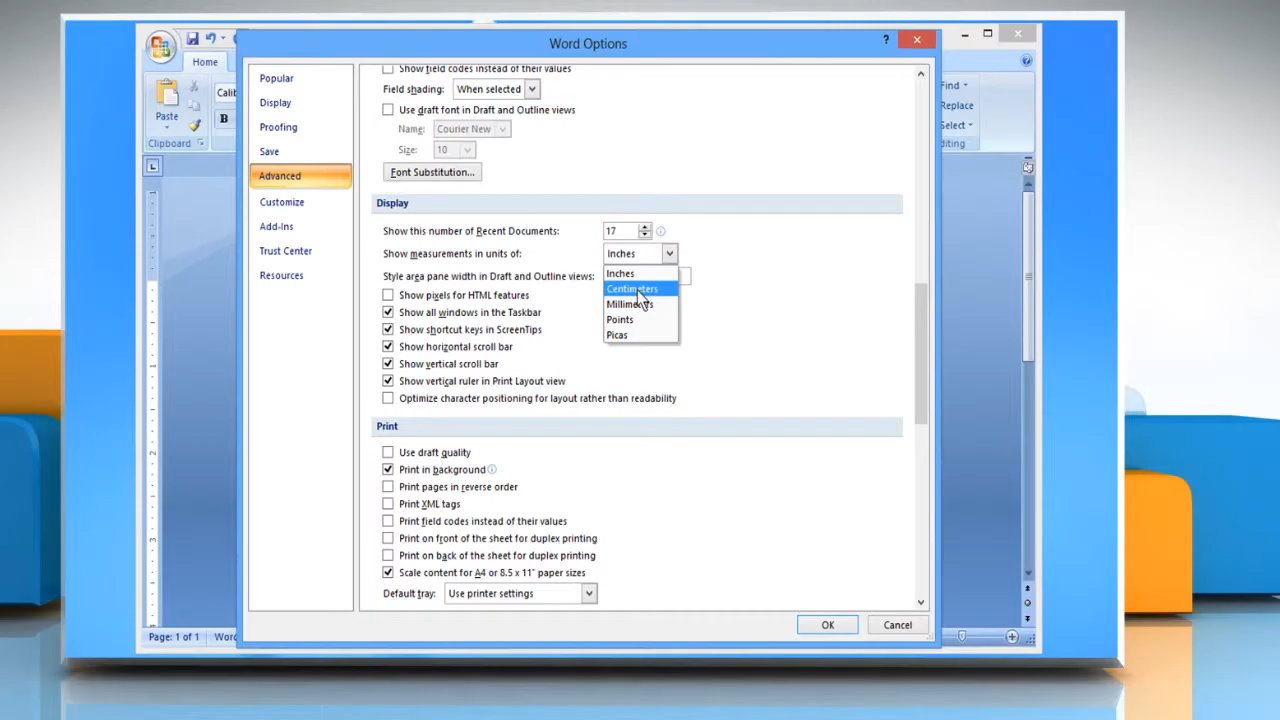 Word Options
?
Home
Calib
Paste
B
Clipboard
Find
Replace
Select
diting
Popular
Display
Proofing
Save
Advanced
Customize
Add-Ins
Trust Center
Resources
Show field codes instead of their values
Field shading: When selected
Use draft font in Draft and Outline views
Name: Courier New
Size: 10
Font Substitution...
Display
Show this number of Recent Documents: 17
Show measurements in units of: Inches
Inches
Style area pane width in Draft and Outline views:
Centimeters
Show pixels for HTML features
Millimeters
Show all windows in the Taskbar
Points
Show shortcut keys in ScreenTips
Picas
Show horizontal scroll bar
Show vertical scroll bar
Show vertical ruler in Print Layout view
Optimize character positioning for layout rather than readability
Print
Use draft quality
Print in background
Print pages in reverse order
Print XML tags
Print field codes instead of their values
Print on front of the sheet for duplex printing
Print on back of the sheet for duplex printing
Scale content for A4 or 8.5 x 11" paper sizes
Default tray: Use printer settings
OK
Cancel
1
1
2
3
Page: 1 of 1
Word